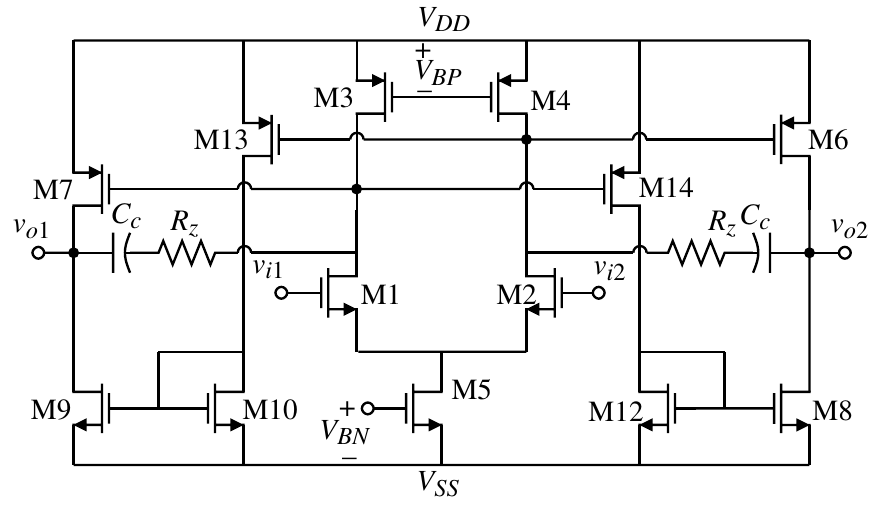 V_DD
+
V_BP
−
M3
M4
M13
M6
M7
M14
C_c
R_z
R_z
C_c
v_o1
v_o2
v_i1
v_i2
M1
M2
M5
M9
M10
+
V_BN
−
M12
M8
V_SS